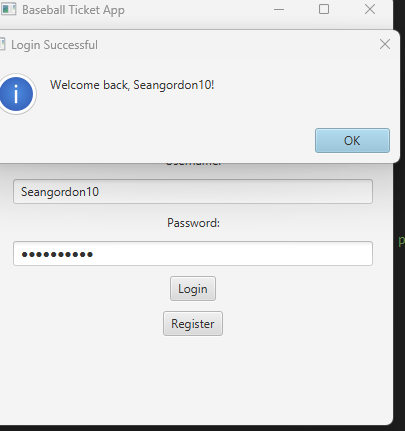 Baseball Ticket App
Login Successful
Welcome back, Seangordon10!
OK
Seangordon10
Password:
Login
Register